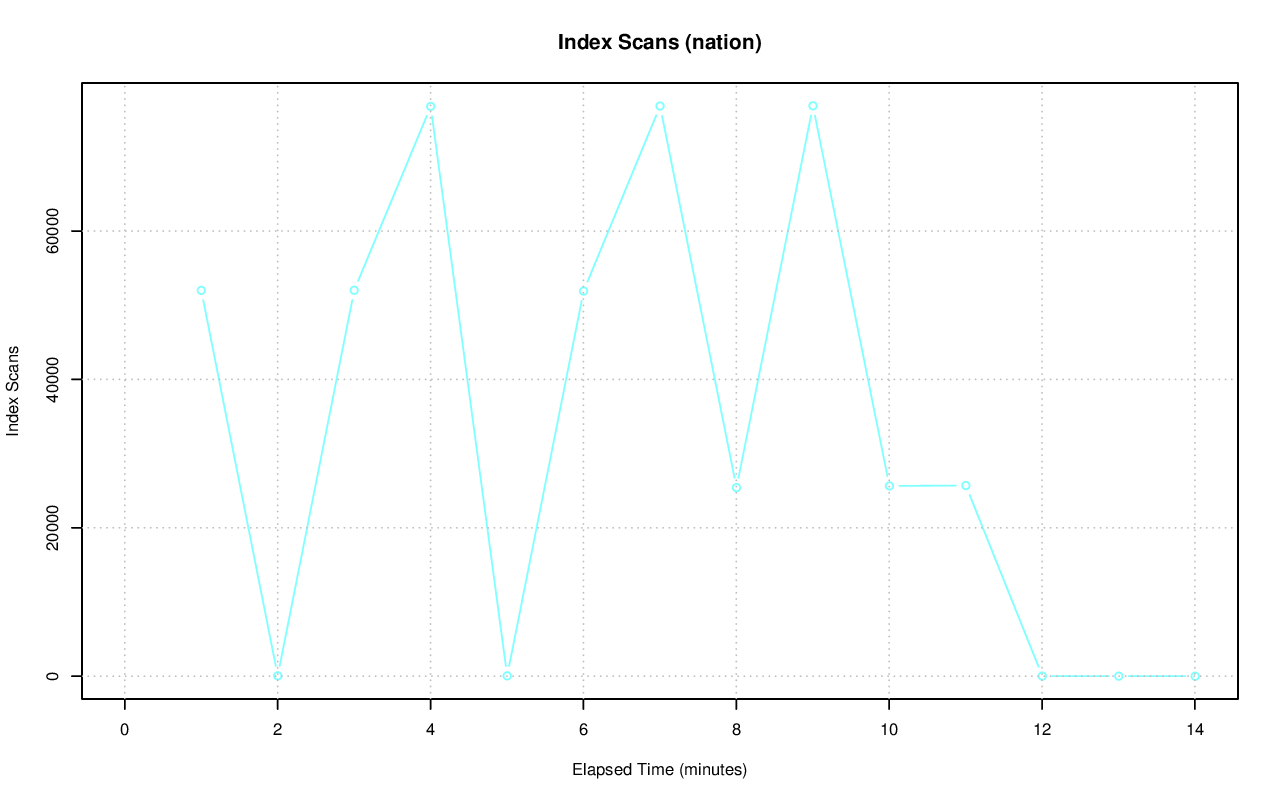 Index Scans (nation)
Index Scans
60000
40000
20000
0
0 2 4 6 8 10 12 14
Elapsed Time (minutes)